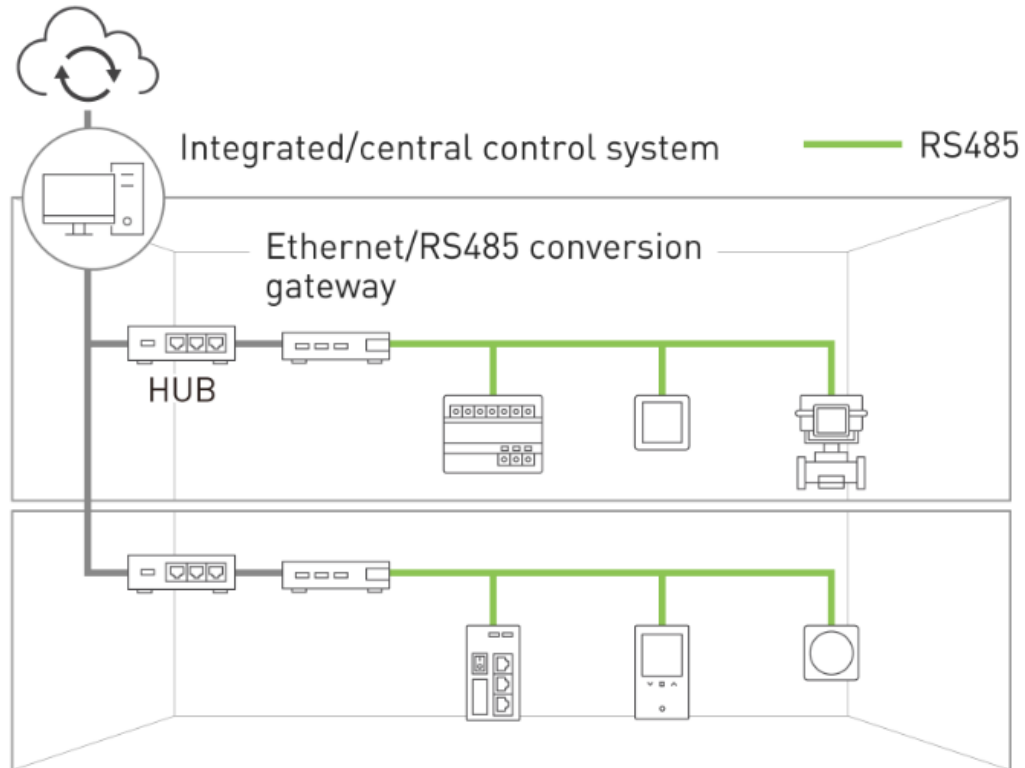 Integrated/central control system
RS485
Ethernet/RS485 conversion
gateway
HUB